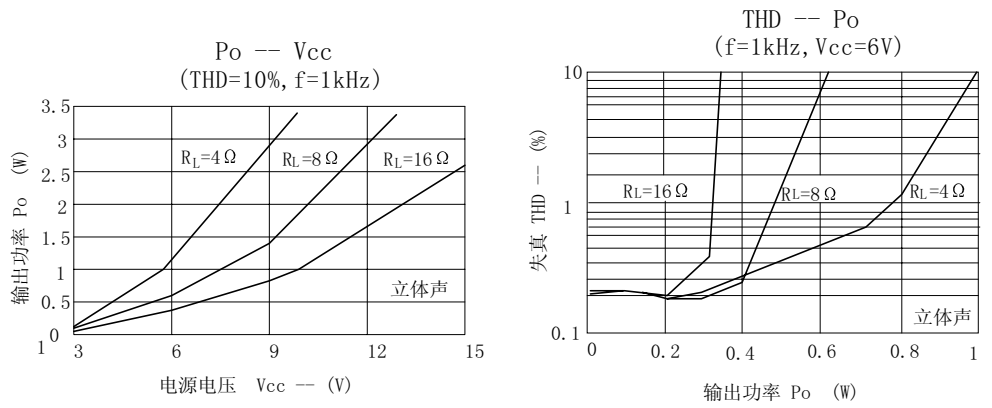 Po -- Vcc
(THD=10%, f=1kHz)
输出功率 Po (W)
3.5
3
2.5
2
1.5
1
0.5
0
1
3
6
9
12
15
RL=4Ω
RL=8Ω
RL=16Ω
立体声
电源电压 Vcc -- (V)
THD -- Po
(f=1kHz, Vcc=6V)
失真 THD -- (%)
10
1
0.1
0
0.2
0.4
0.6
0.8
1
RL=16Ω
RL=8Ω
RL=4Ω
立体声
输出功率 Po (W)